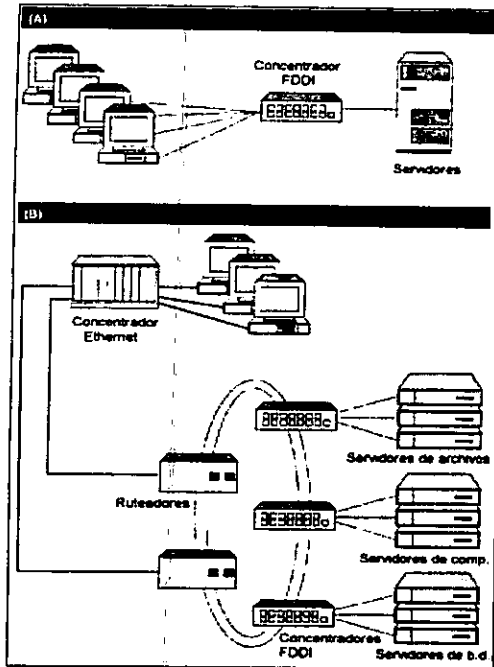 (A)
Concentrador
FDDI
Servidores
(B)
Concentrador
Ethernet
Servidores de archivos
Ruteadores
Servidores de comp.
Concentradores
FDDI
Servidores de b.d.